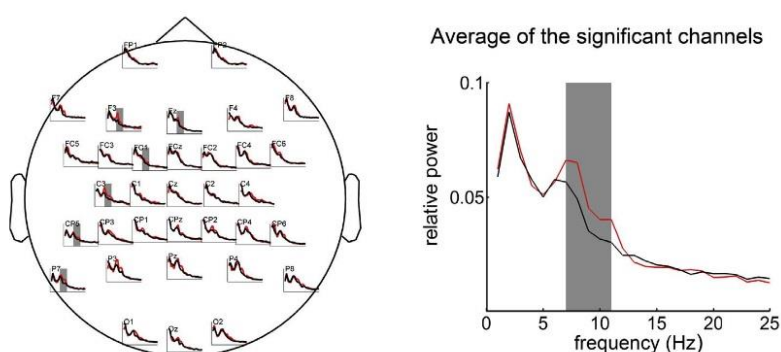 FP1 FP2
Average of the significant channels
F7 F3 Fz F4 F8
FC5 FC3 FC1 FCz FC2 FC4 FC6
C3 C1 Cz C2 C4
CP5 CP3 CP1 CPz CP2 CP4 CP6
P7 P3 Pz P4 P8
O1 Oz O2
relative power
0.1
0.05
0 5 10 15 20 25
frequency (Hz)